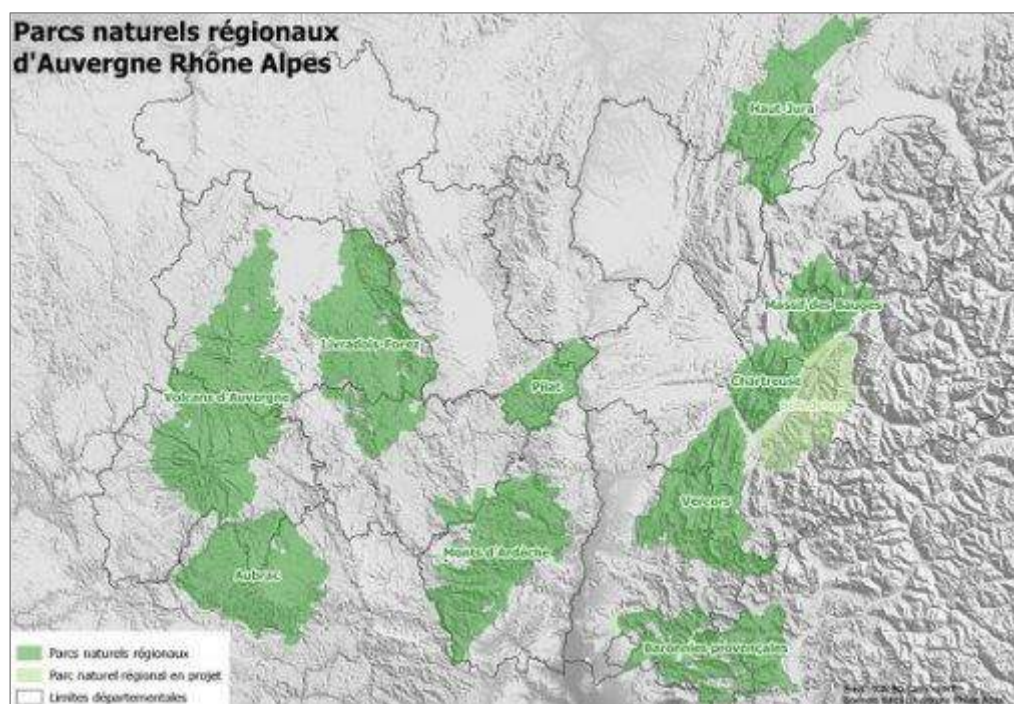 Parcs naturels régionaux
d'Auvergne Rhône Alpes
Haut-Jura
Massif des Bauges
Livradois-Forez
Chartreuse
Pilat
Volcans d'Auvergne
Vercors
Monts d'Ardèche
Aubrac
Baronnies provençales
Parcs naturels régionaux
Parc naturel régional en projet
Limites départementales